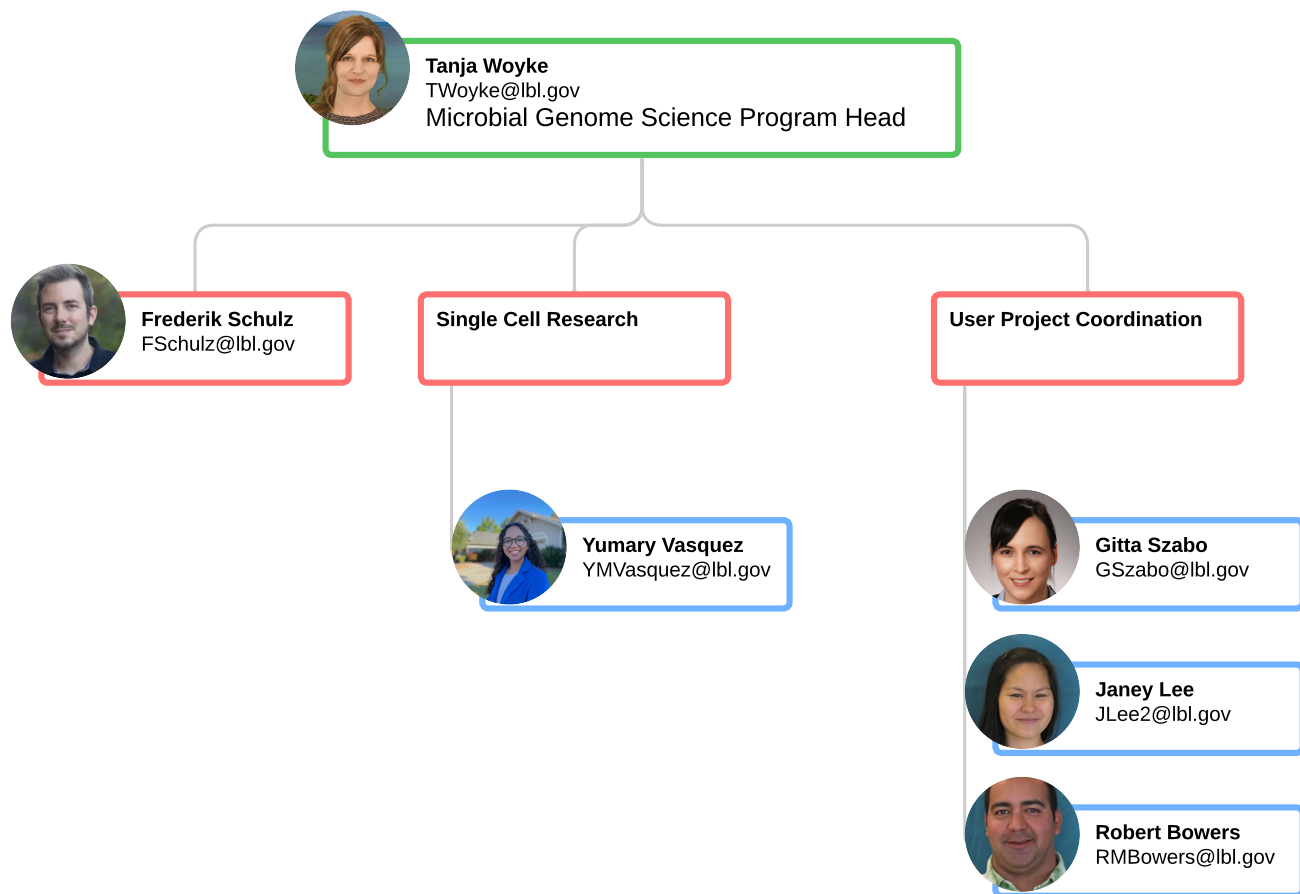 Tanja Woyke
TWoyke@lbl.gov
Microbial Genome Science Program Head
Frederik Schulz
FSchulz@lbl.gov
Single Cell Research
User Project Coordination
Yumary Vasquez
YMVasquez@lbl.gov
Gitta Szabo
GSzabo@lbl.gov
Janey Lee
JLee2@lbl.gov
Robert Bowers
RMBowers@lbl.gov